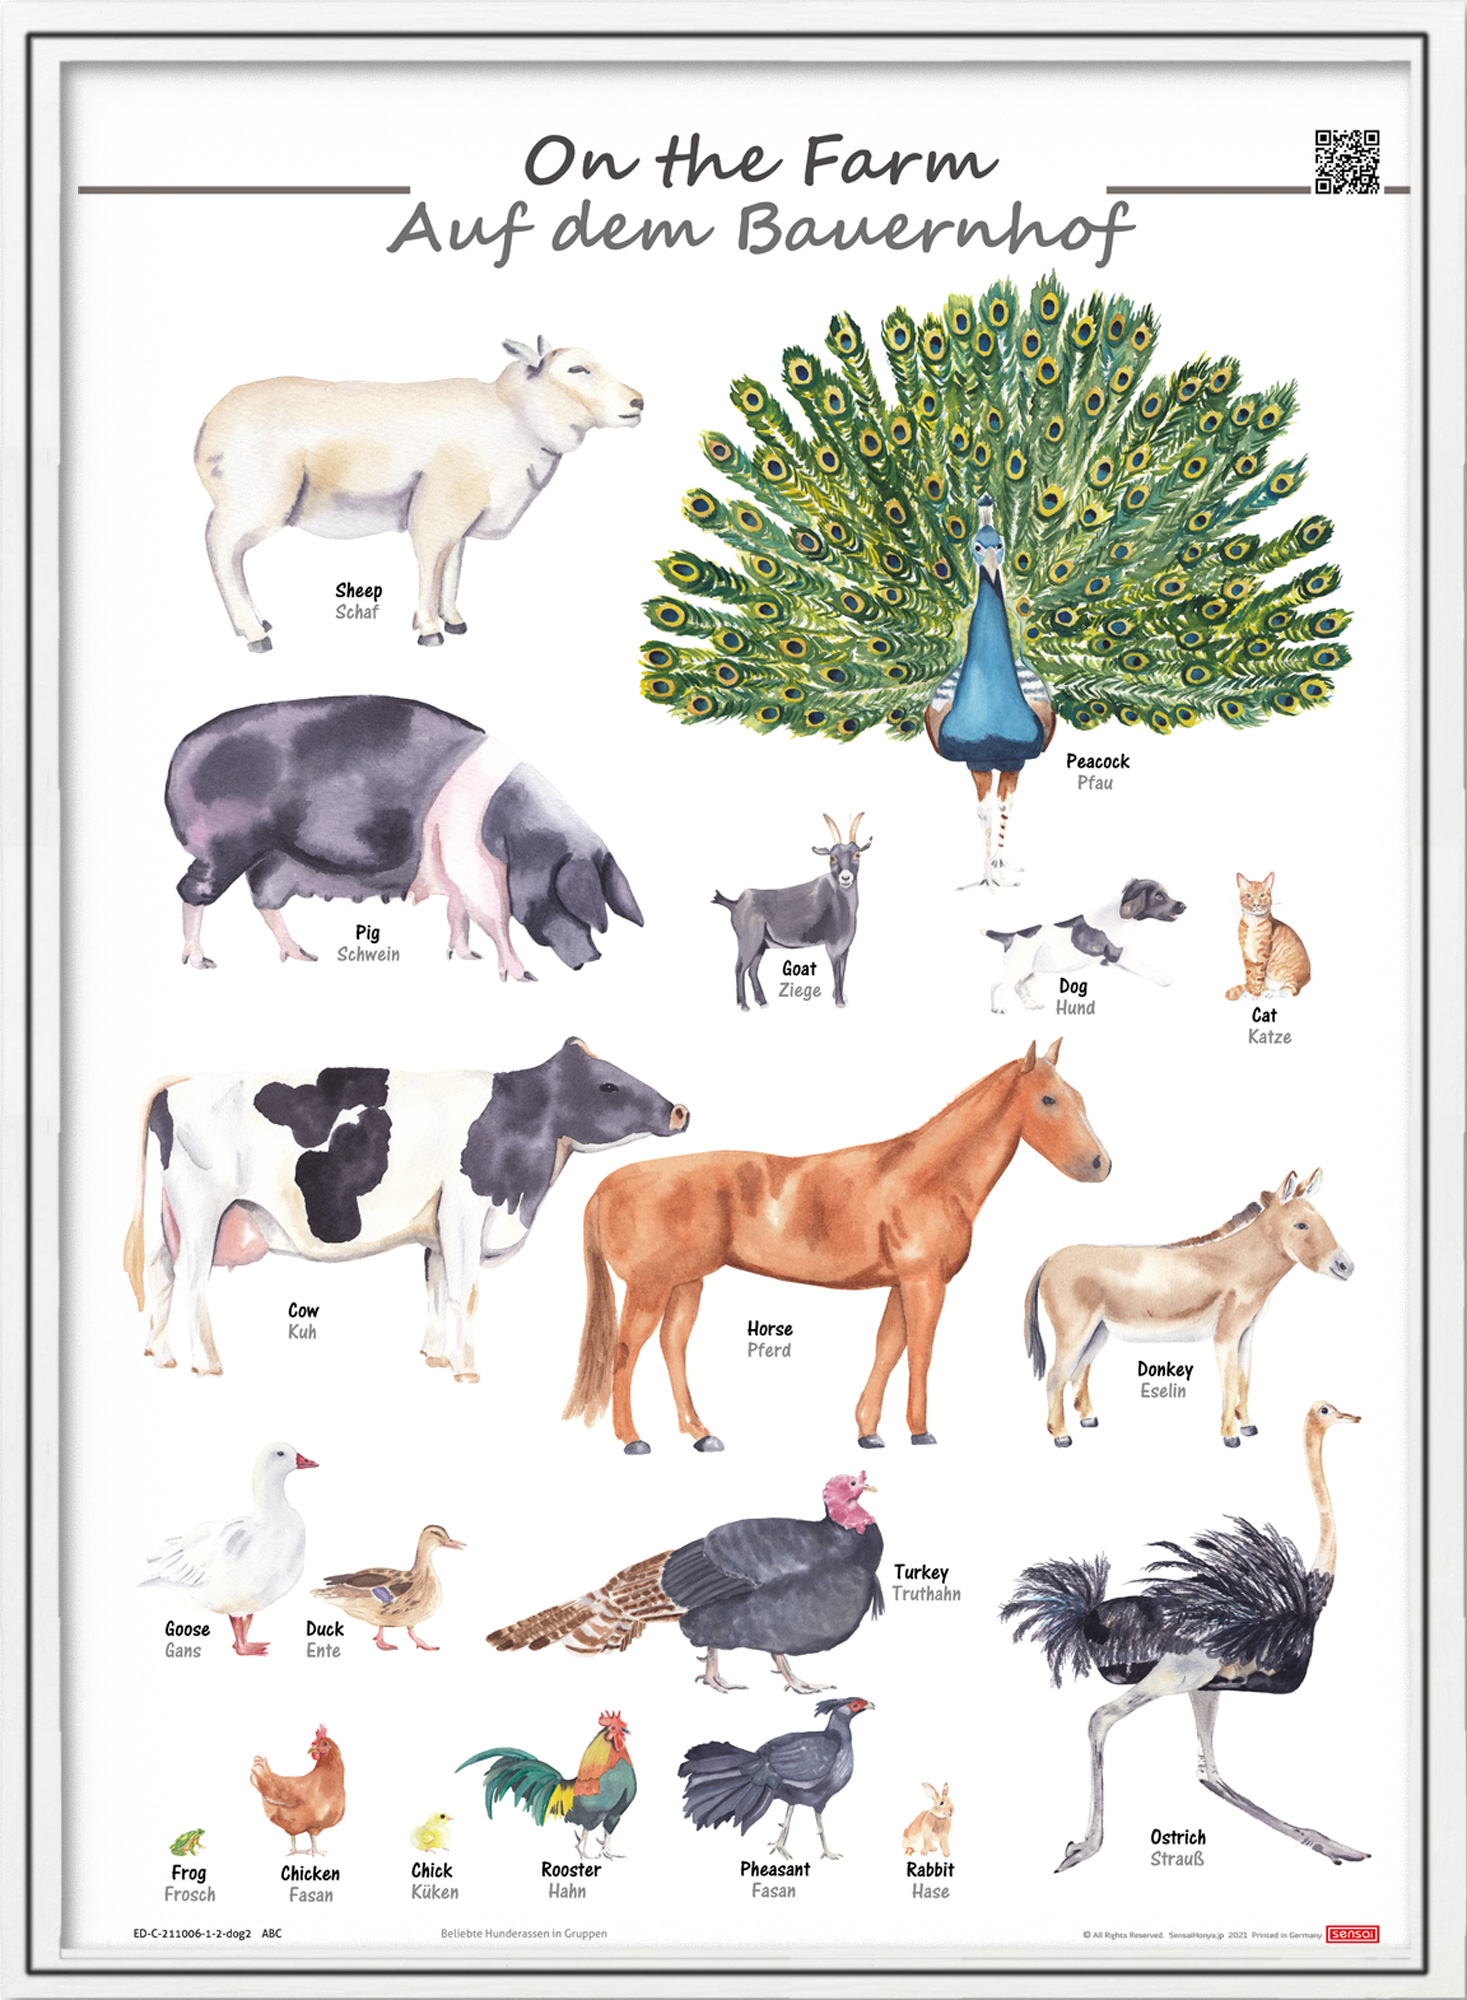 On the Farm
Auf dem Bauernhof
Sheep
Schaf
Peacock
Pfau
Pig
Schwein
Goat
Ziege
Dog
Hund
Cat
Katze
Cow
Kuh
Horse
Pferd
Donkey
Eselin
Goose
Gans
Duck
Ente
Turkey
Truthahn
Frog
Frosch
Chicken
Fasan
Chick
Küken
Rooster
Hahn
Pheasant
Fasan
Rabbit
Hase
Ostrich
Strauß
ED-C-211006-1-2-dog2 ABC
Beliebte Hunderassen in Gruppen
© All Rights Reserved. SensaiHonya.jp 2021 Printed in Germany
sensai